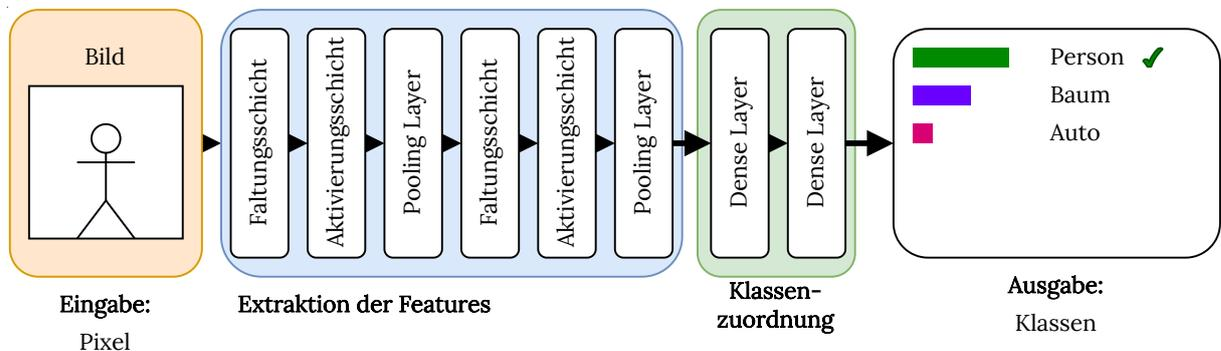 Bild
Faltungsschicht
Aktivierungsschicht
Pooling Layer
Faltungsschicht
Aktivierungsschicht
Pooling Layer
Dense Layer
Dense Layer
Person ✔
Baum
Auto
Eingabe:
Pixel
Extraktion der Features
Klassen-
zuordnung
Ausgabe:
Klassen